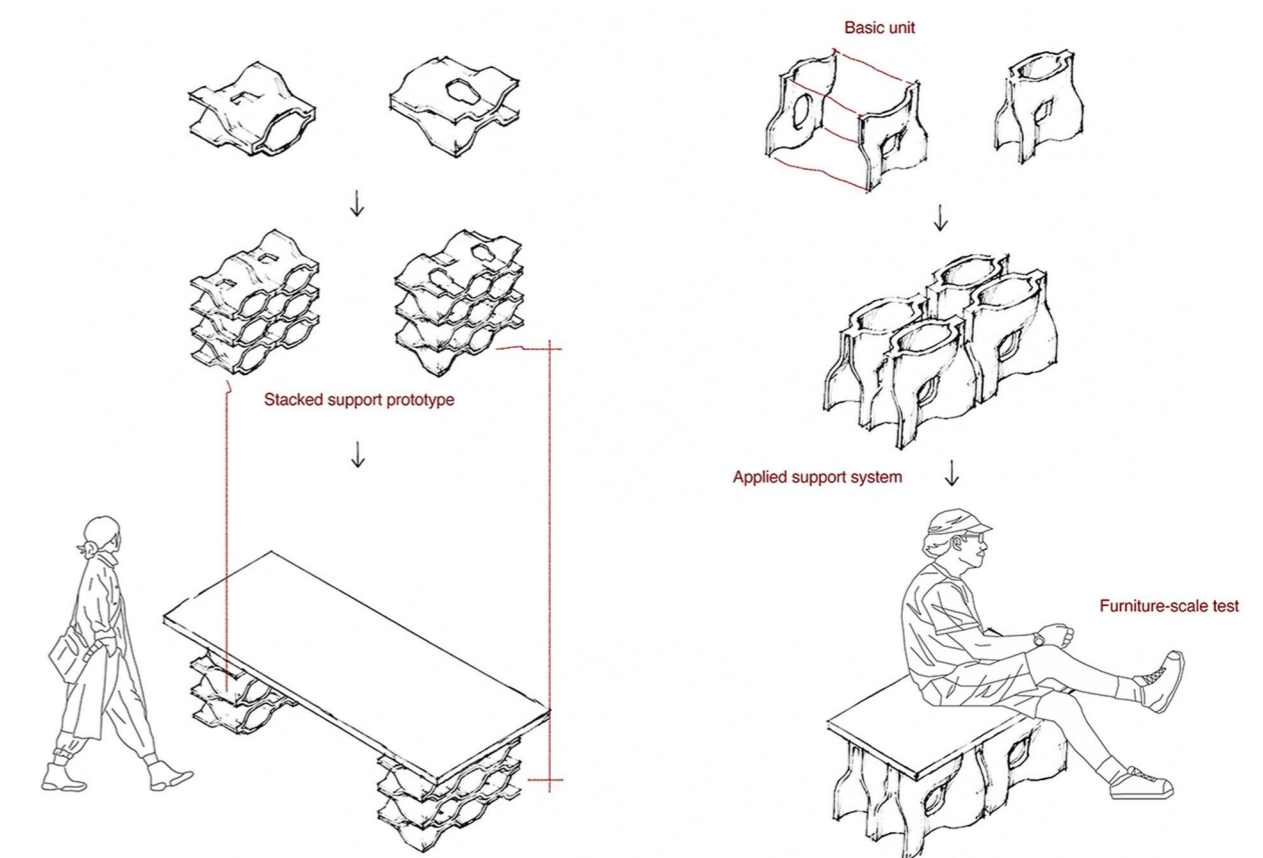 Basic unit
Stacked support prototype
Applied support system
Furniture-scale test